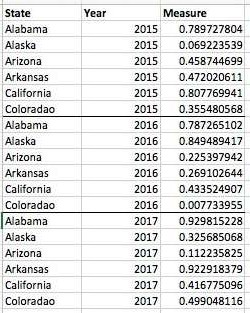 State Year Measure
Alabama 2015 0.789727804
Alaska 2015 0.069223539
Arizona 2015 0.458744699
Arkansas 2015 0.472020611
California 2015 0.807769941
Coloradao 2015 0.355480568
Alabama 2016 0.787265102
Alaska 2016 0.849489417
Arizona 2016 0.225397942
Arkansas 2016 0.269102644
California 2016 0.433524907
Coloradao 2016 0.007733955
Alabama 2017 0.929815228
Alaska 2017 0.325685068
Arizona 2017 0.112235825
Arkansas 2017 0.922918379
California 2017 0.416775096
Coloradao 2017 0.499048116